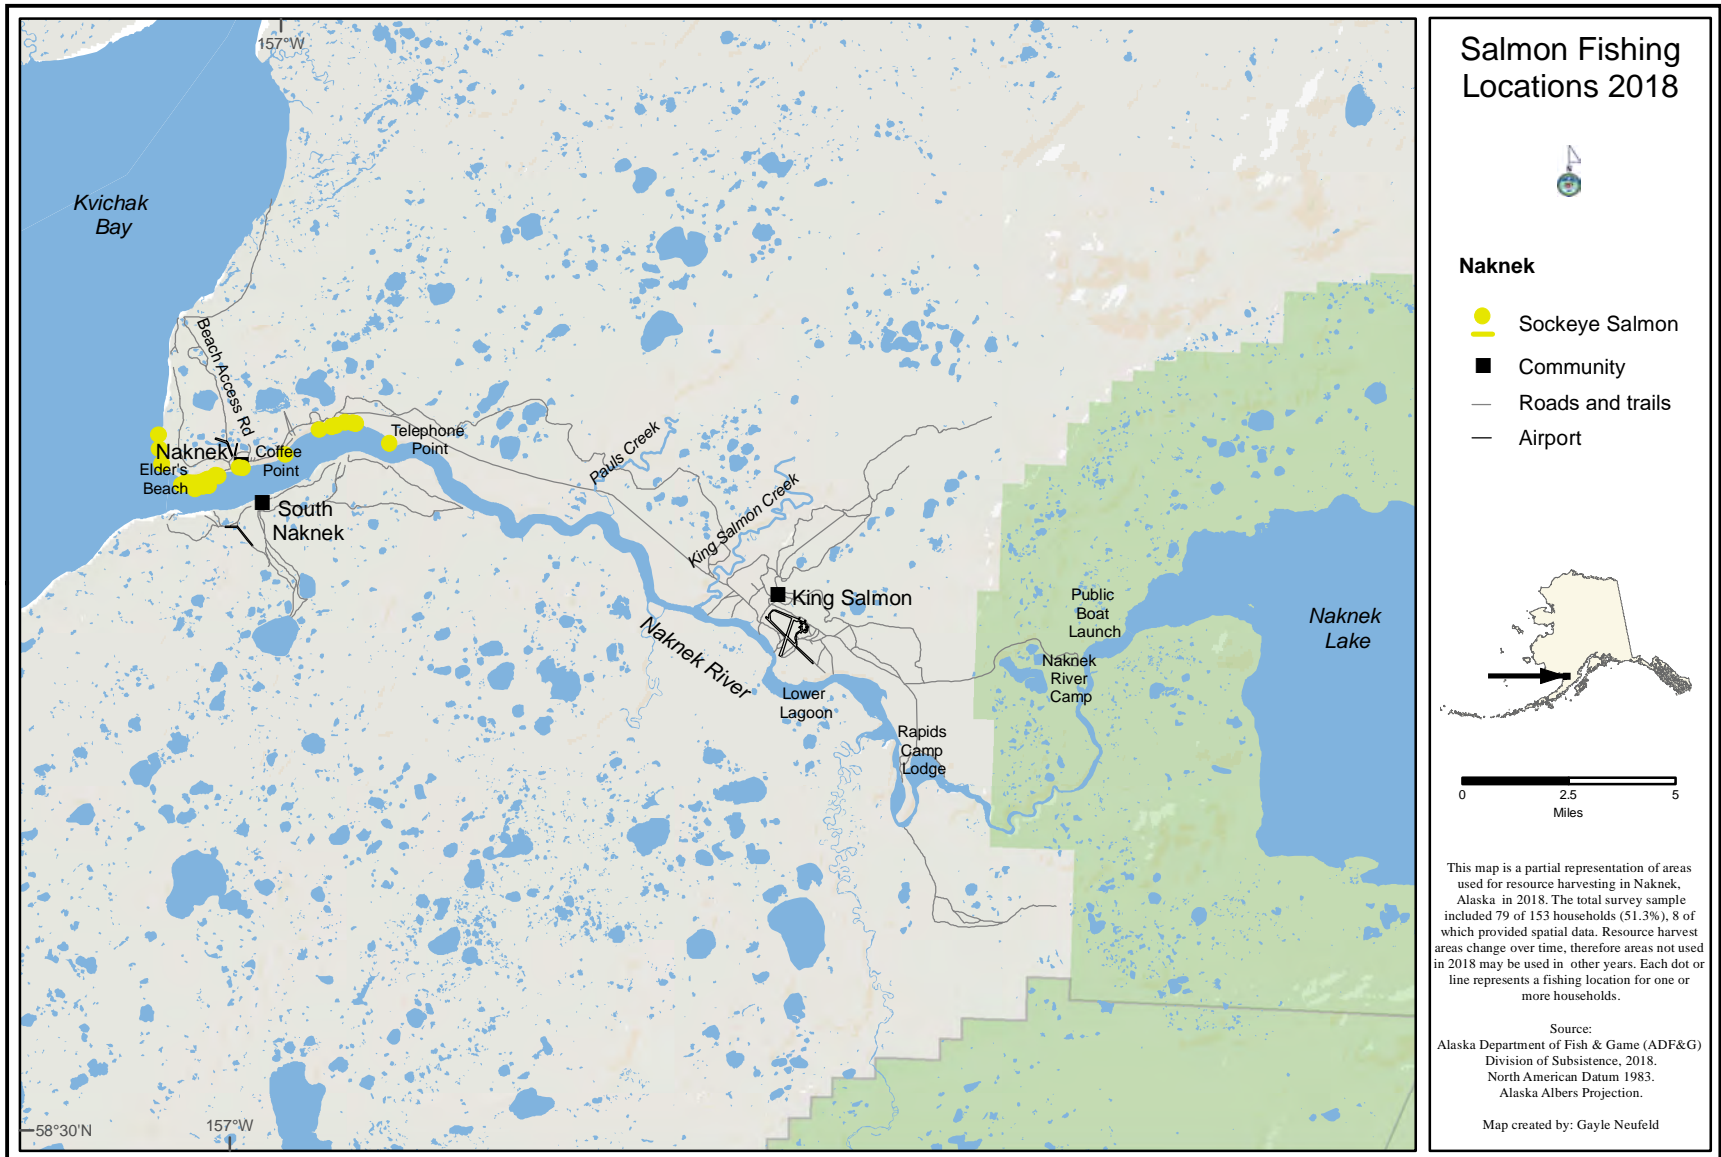 157°W
Kvichak
Bay
Beach Access Rd
Naknek
Coffee
Point
Telephone
Point
Elder's
Beach
South
Naknek
Pauls Creek
King Salmon Creek
King Salmon
Naknek River
Lower
Lagoon
Rapids
Camp
Lodge
Public
Boat
Launch
Naknek
River
Camp
Naknek
Lake
58°30'N
157°W
Salmon Fishing
Locations 2018
Naknek
Sockeye Salmon
Community
Roads and trails
Airport
0 2.5 5
Miles
This map is a partial representation of areas
used for resource harvesting in Naknek,
Alaska in 2018. The total survey sample
included 79 of 153 households (51.3%), 8 of
which provided spatial data. Resource harvest
areas change over time, therefore areas not used
in 2018 may be used in other years. Each dot or
line represents a fishing location for one or
more households.
Source:
Alaska Department of Fish & Game (ADF&G)
Division of Subsistence, 2018.
North American Datum 1983.
Alaska Albers Projection.
Map created by: Gayle Neufeld